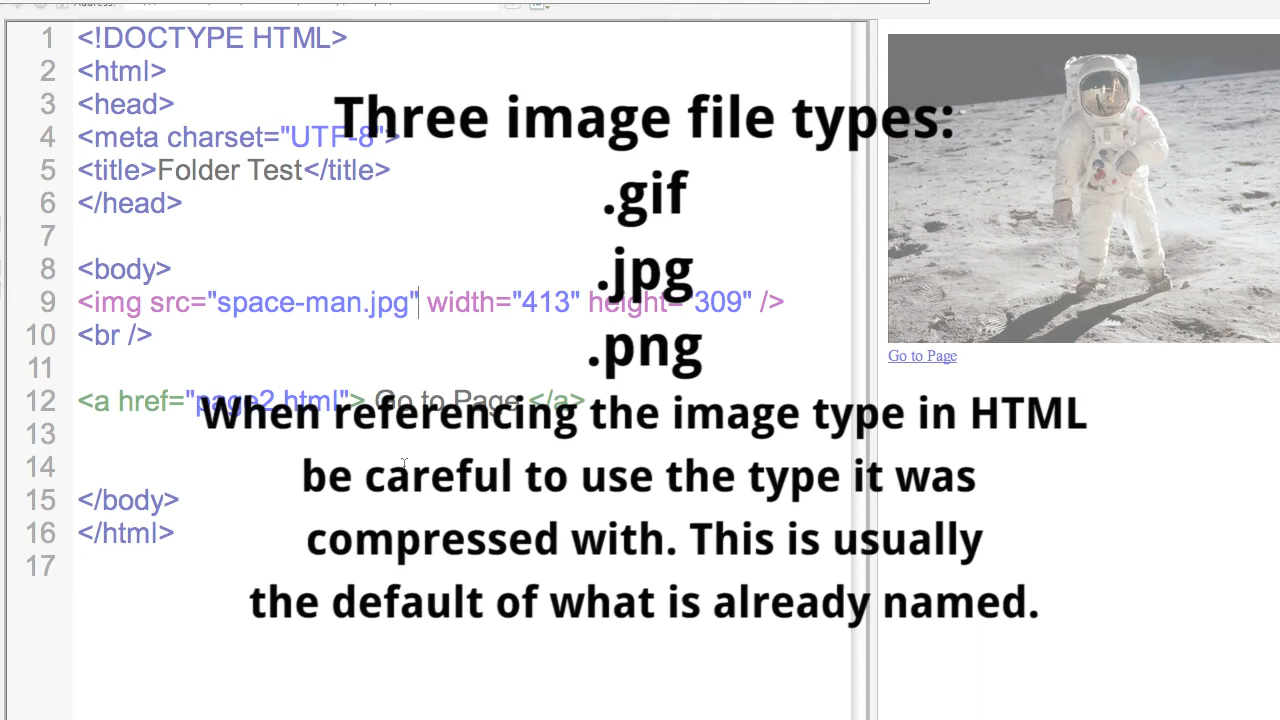 Address:
1 <!DOCTYPE HTML>
2 <html>
3 <head>
4 <meta charset="UTF-8">
5 <title>Folder Test</title>
6 </head>
7
8 <body>
9 <img src="space-man.jpg" width="413" height="309" />
10 <br />
11
12 <a href="page2.html"> Go to Page </a>
13
14
15 </body>
16 </html>
17
Three image file types:
.gif
.jpg
.png
When referencing the image type in HTML
be careful to use the type it was
compressed with. This is usually
the default of what is already named.
Go to Page